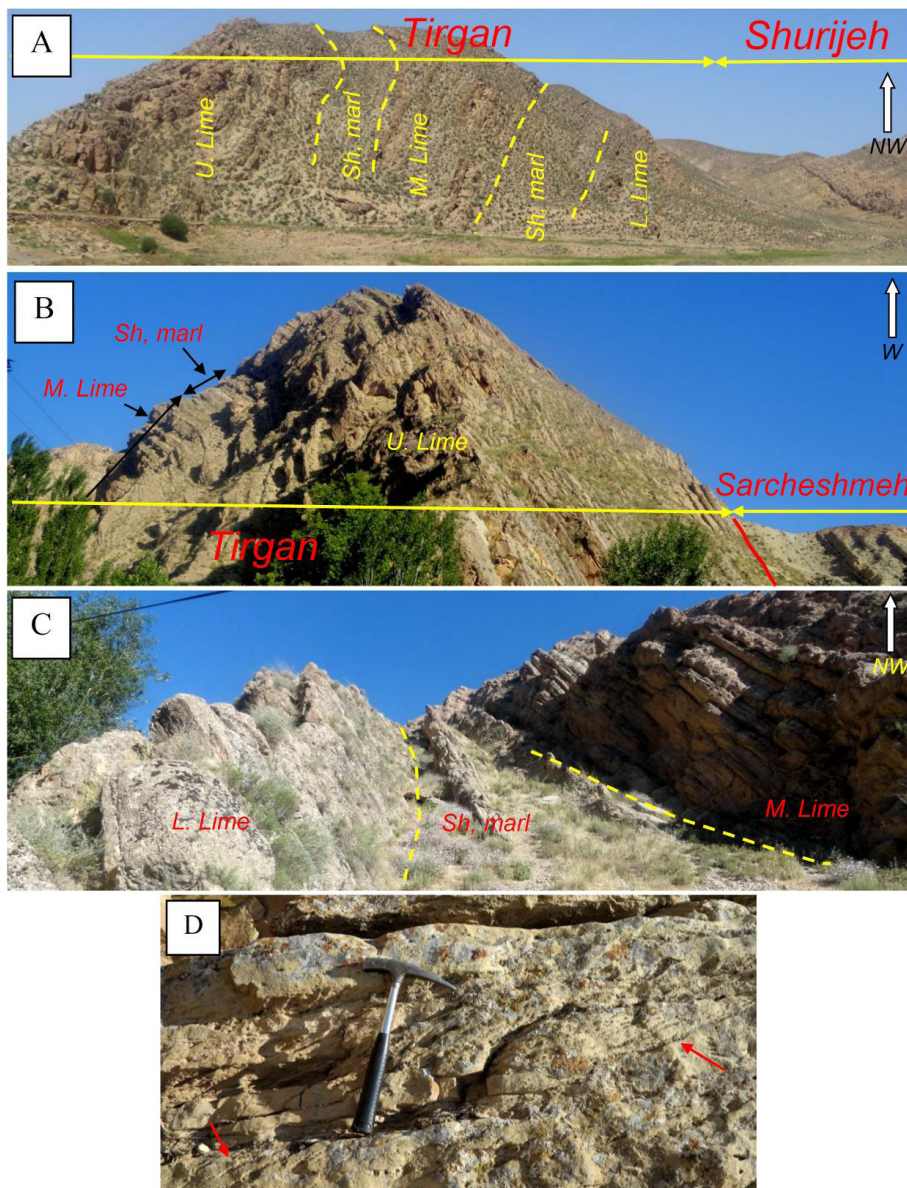 A
Tirgan
Shurijeh
U. Lime
Sh, marl
M. Lime
Sh, marl
L. Lime
NW
B
Sh, marl
M. Lime
U. Lime
W
Sarcheshmeh
Tirgan
C
NW
L. Lime
Sh, marl
M. Lime
D